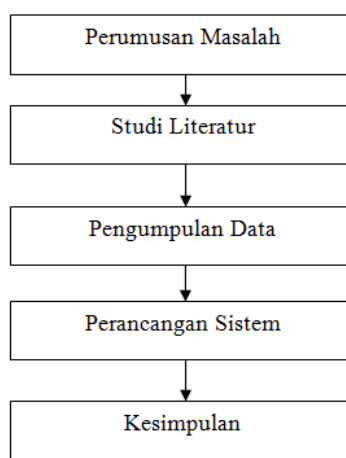 Perumusan Masalah
Studi Literatur
Pengumpulan Data
Perancangan Sistem
Kesimpulan